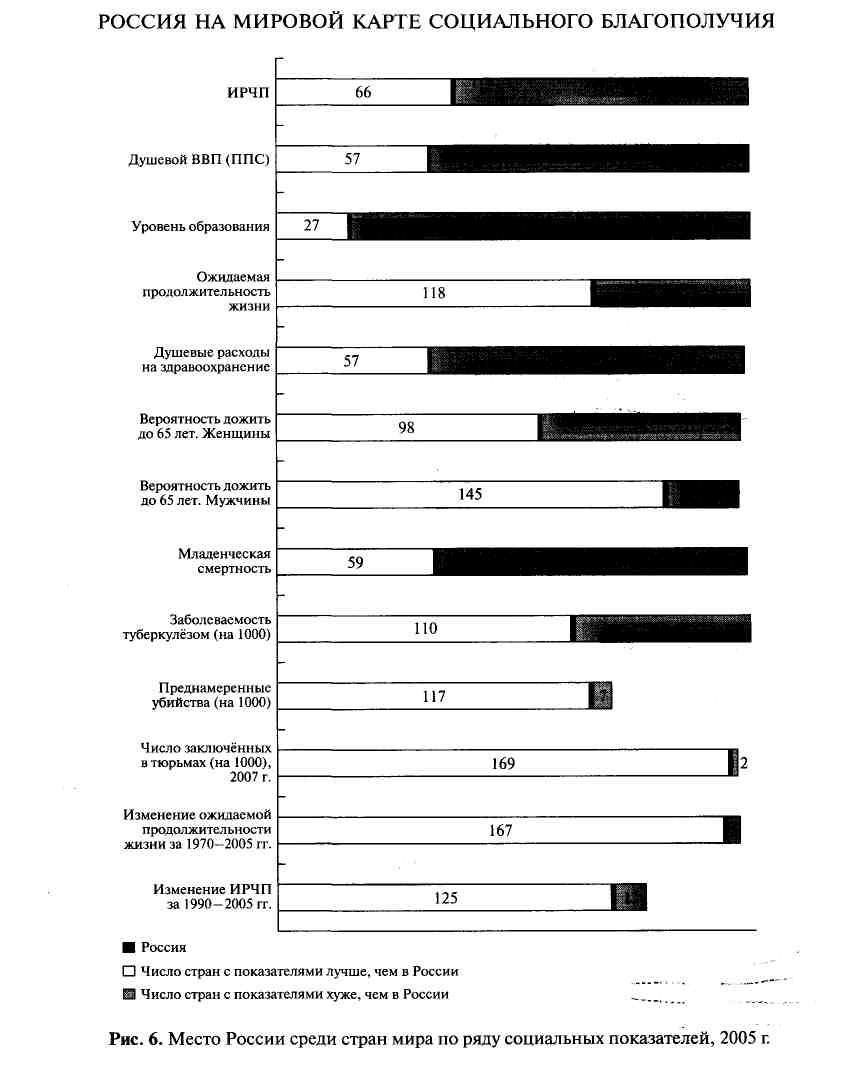 РОССИЯ НА МИРОВОЙ КАРТЕ СОЦИАЛЬНОГО БЛАГОПОЛУЧИЯ
ИРЧП
66
Душевой ВВП (ППС)
57
Уровень образования
27
Ожидаемая
продолжительность
жизни
118
Душевые расходы
на здравоохранение
57
Вероятность дожить
до 65 лет. Женщины
98
Вероятность дожить
до 65 лет. Мужчины
145
Младенческая
смертность
59
Заболеваемость
туберкулёзом (на 1000)
110
Преднамеренные
убийства (на 1000)
117
7
Число заключённых
в тюрьмах (на 1000),
2007 г.
169
2
Изменение ожидаемой
продолжительности
жизни за 1970—2005 гг.
167
Изменение ИРЧП
за 1990—2005 гг.
125
Россия
Число стран с показателями лучше, чем в России
Число стран с показателями хуже, чем в России
Рис. 6. Место России среди стран мира по ряду социальных показателей, 2005 г.